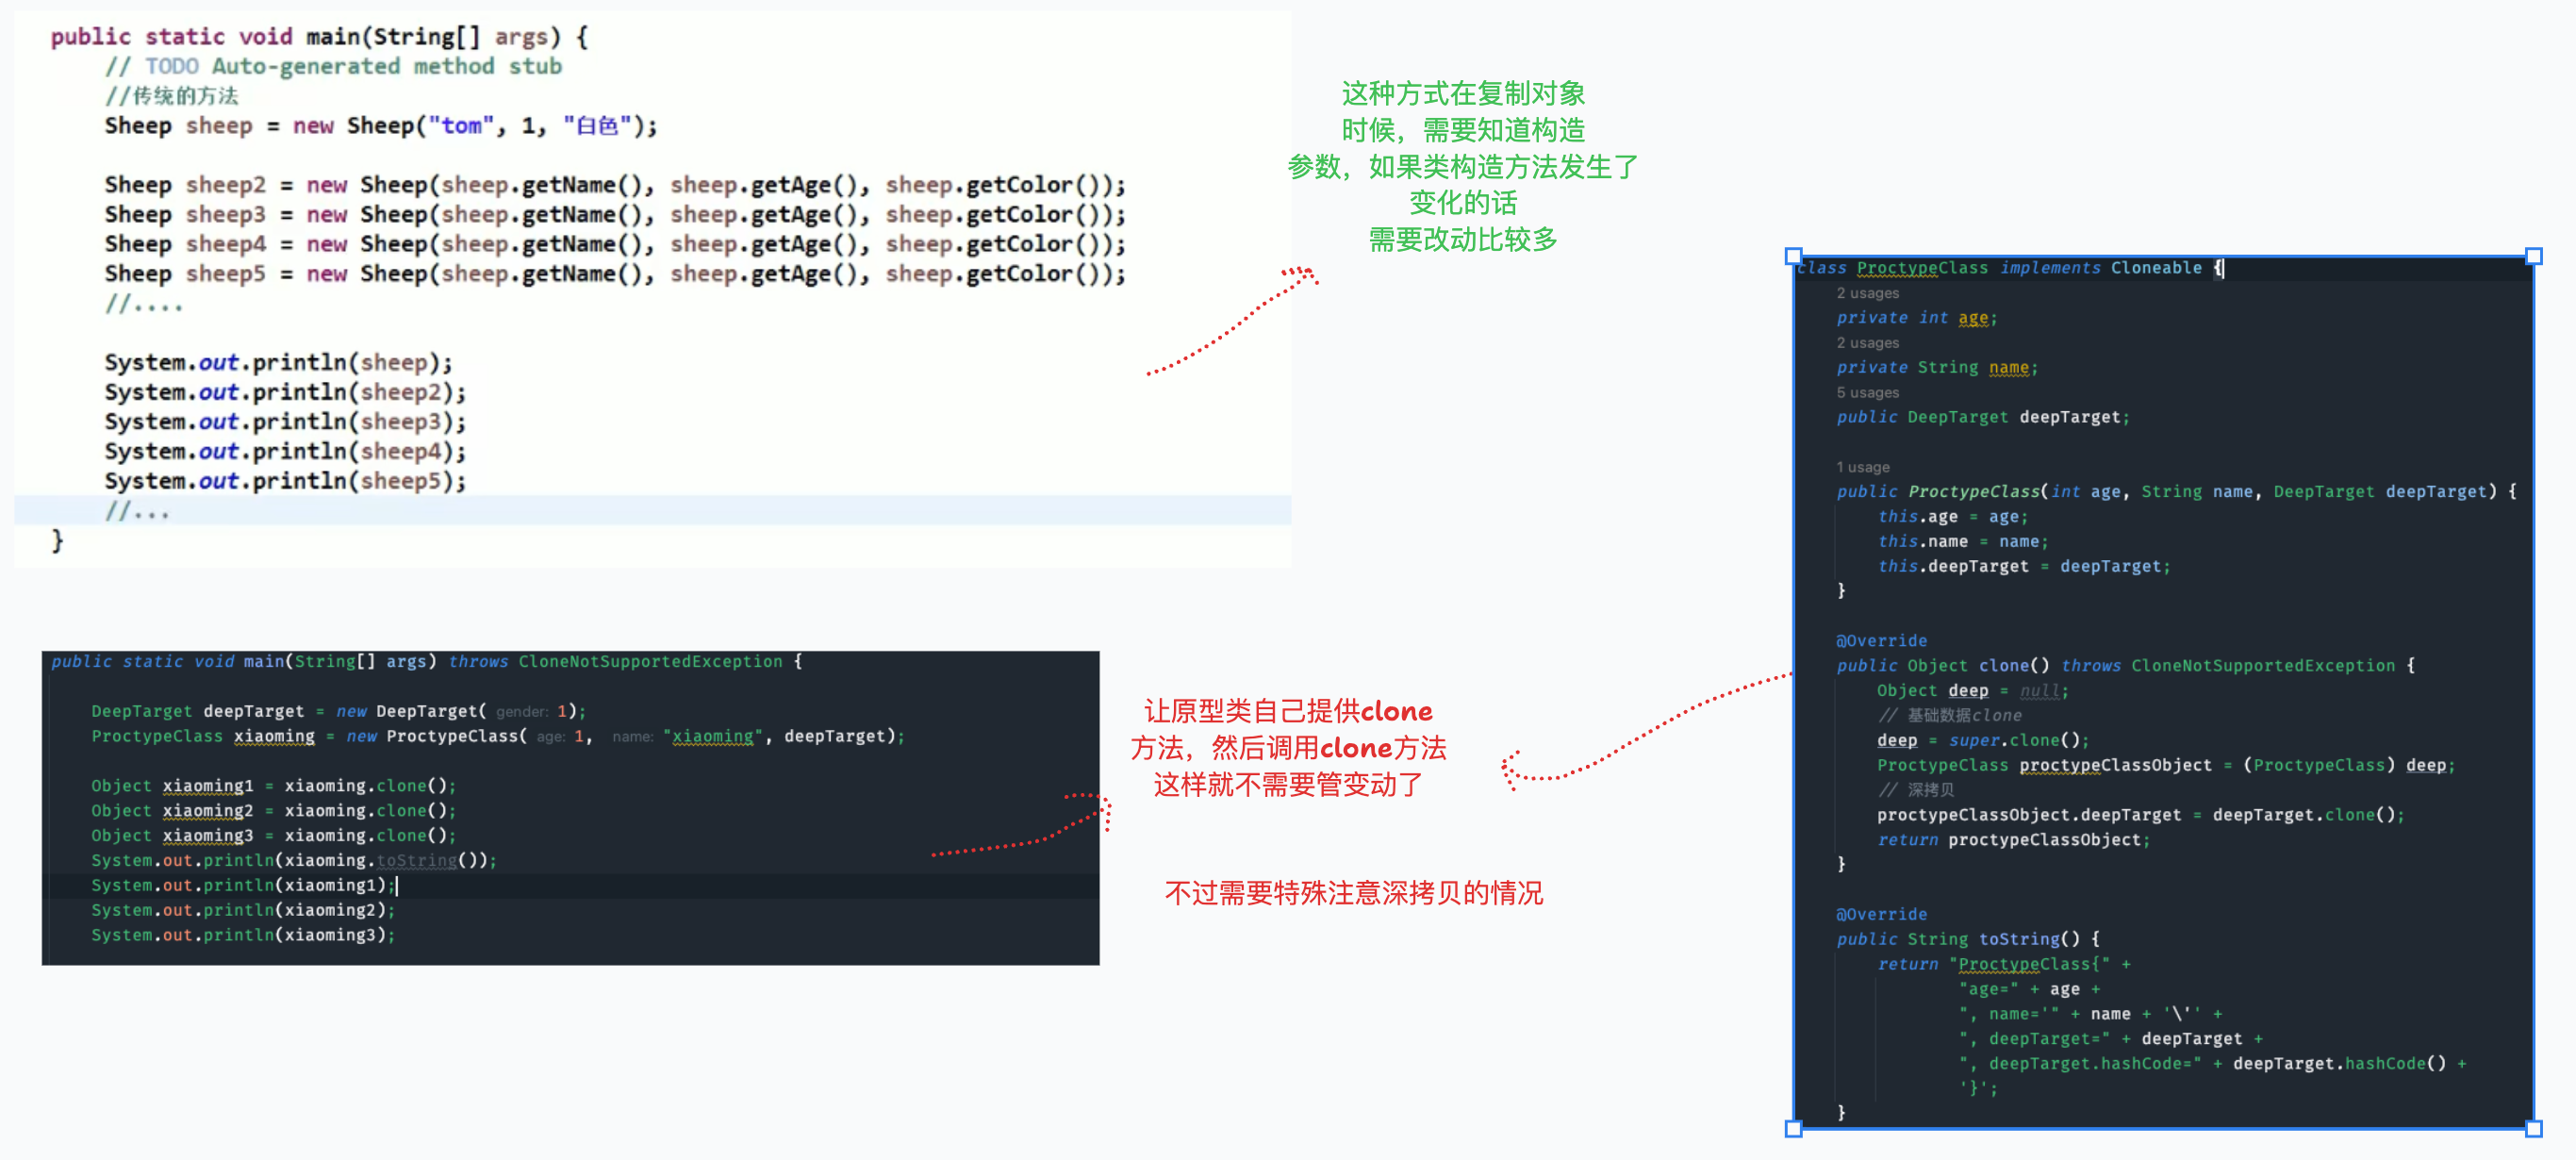 public static void main(String[] args) {
// TODO Auto-generated method stub
//传统的方法
Sheep sheep = new Sheep("tom", 1, "白色");
Sheep sheep2 = new Sheep(sheep.getName(), sheep.getAge(), sheep.getColor());
Sheep sheep3 = new Sheep(sheep.getName(), sheep.getAge(), sheep.getColor());
Sheep sheep4 = new Sheep(sheep.getName(), sheep.getAge(), sheep.getColor());
Sheep sheep5 = new Sheep(sheep.getName(), sheep.getAge(), sheep.getColor());
//....
System.out.println(sheep);
System.out.println(sheep2);
System.out.println(sheep3);
System.out.println(sheep4);
System.out.println(sheep5);
//...
}
这种方式在复制对象
时候，需要知道构造
参数，如果类构造方法发生了
变化的话
需要改动比较多
public static void main(String[] args) throws CloneNotSupportedException {
DeepTarget deepTarget = new DeepTarget( gender: 1);
ProctypeClass xiaoming = new ProctypeClass( age: 1, name: "xiaoming", deepTarget);
Object xiaoming1 = xiaoming.clone();
Object xiaoming2 = xiaoming.clone();
Object xiaoming3 = xiaoming.clone();
System.out.println(xiaoming.toString());
System.out.println(xiaoming1);
System.out.println(xiaoming2);
System.out.println(xiaoming3);
让原型类自己提供clone
方法，然后调用clone方法
这样就不需要管变动了
不过需要特殊注意深拷贝的情况
class ProctypeClass implements Cloneable {
2 usages
private int age;
2 usages
private String name;
5 usages
public DeepTarget deepTarget;
1 usage
public ProctypeClass(int age, String name, DeepTarget deepTarget) {
this.age = age;
this.name = name;
this.deepTarget = deepTarget;
}
@Override
public Object clone() throws CloneNotSupportedException {
Object deep = null;
// 基础数据clone
deep = super.clone();
ProctypeClass proctypeClassObject = (ProctypeClass) deep;
// 深拷贝
proctypeClassObject.deepTarget = deepTarget.clone();
return proctypeClassObject;
}
@Override
public String toString() {
return "ProctypeClass{" +
"age=" + age +
", name='" + name + '\'' +
", deepTarget=" + deepTarget +
", deepTarget.hashCode=" + deepTarget.hashCode() +
'}';
}